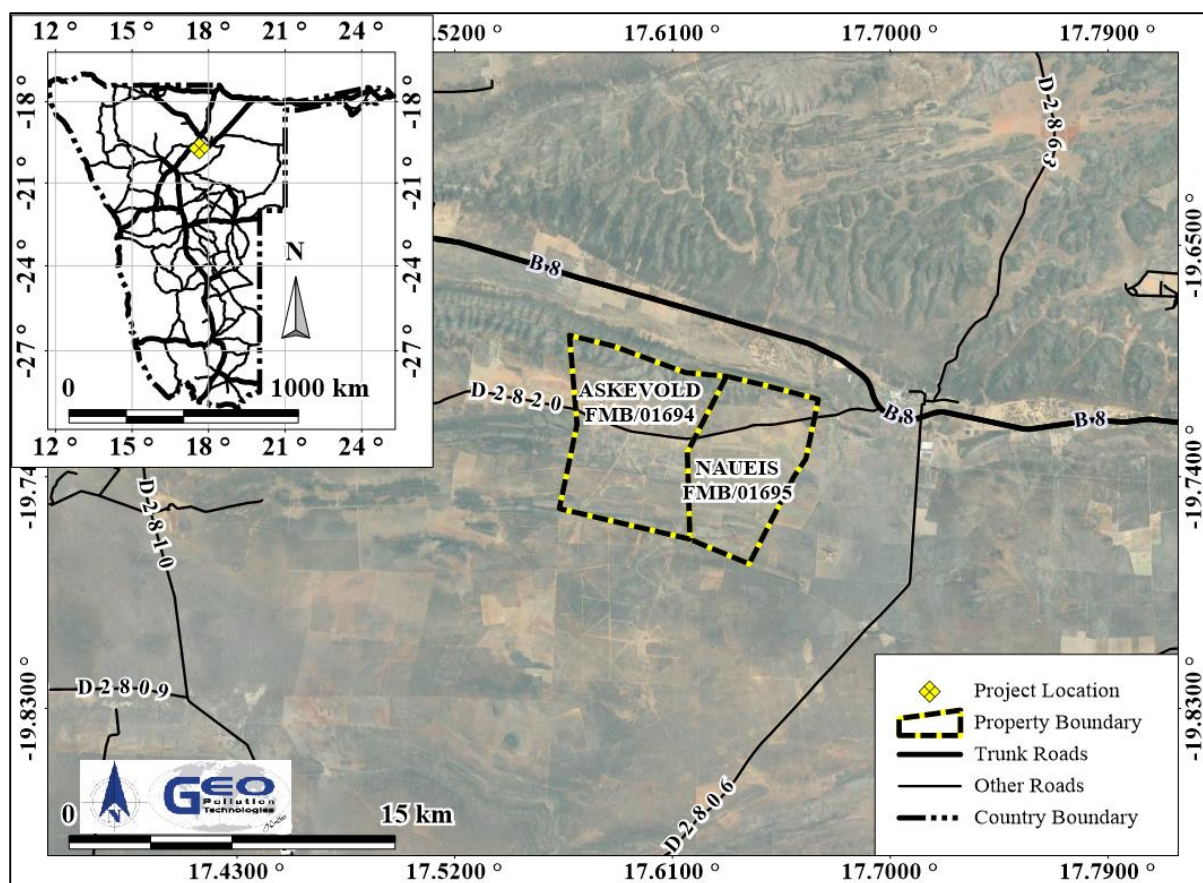 12 15 18 21 24
-18
-21
-24
-27
-18
-21
-24
-27
N
0 1000 km
12 15 18 21 24
17.5200 ° 17.6100 ° 17.7000 ° 17.7900 °
D-2-8-6-3
-19.6500 °
B-8
ASKEVOLD
FMB/01694
D-2-8-2-0
B-8
B-8
NAUEIS
FMB/01695
-19.74
-19.7400 °
D-2-8-1-0
D-2-8-0-9
D-2-8-0-6
-19.8300 °
-19.8300 °
Project Location
Property Boundary
Trunk Roads
Other Roads
Country Boundary
N
GEO
Pollution
Technologies
0 15 km
17.4300 ° 17.5200 ° 17.6100 ° 17.7000 ° 17.7900 °